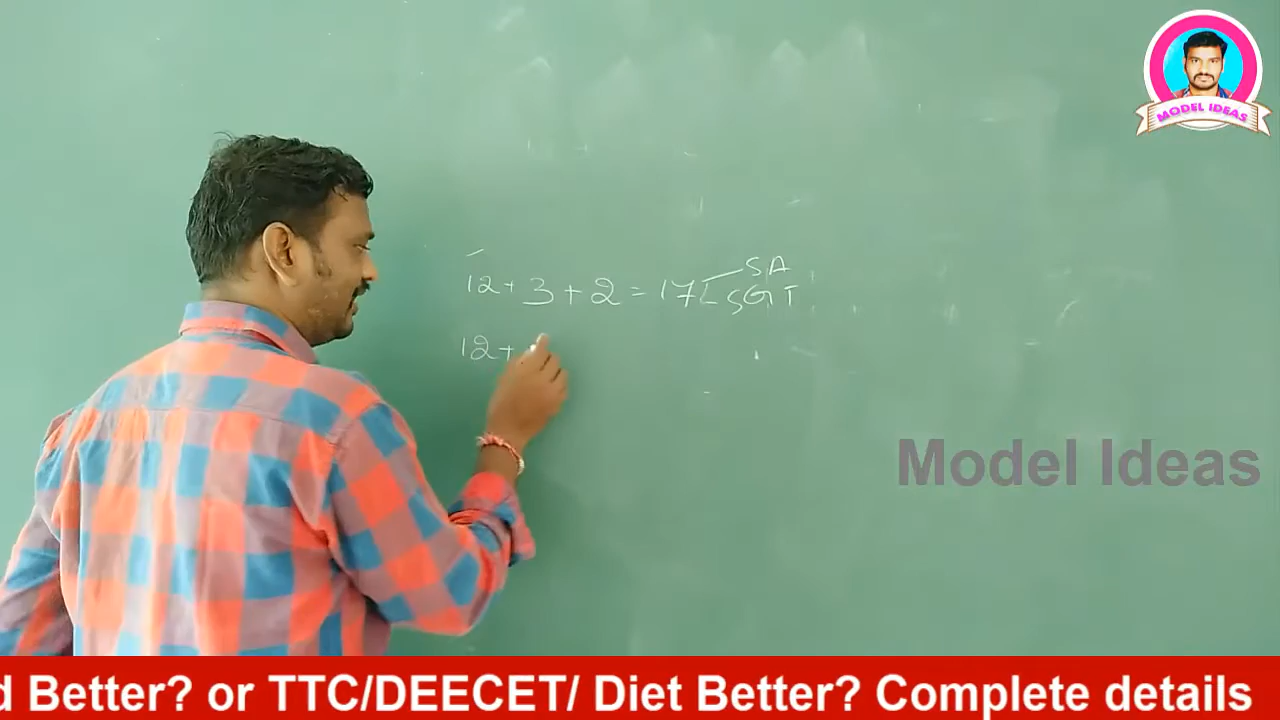 MODEL IDEAS
SA
12+3+2=17 SGT
12+
Model Ideas
d Better? or TTC/DEECET/ Diet Better? Complete details